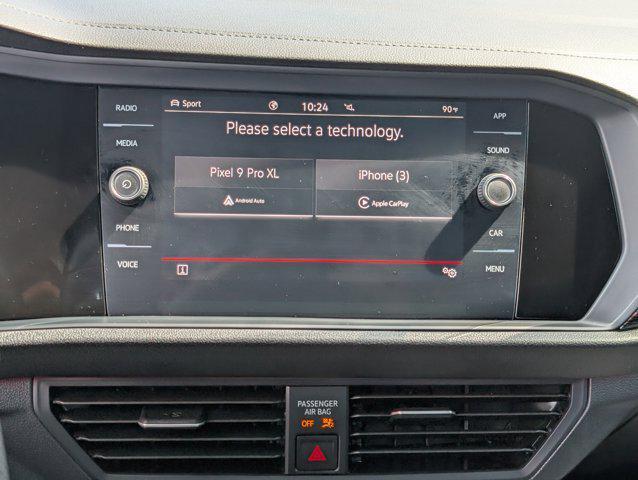 RADIO
MEDIA
PHONE
VOICE
Sport
10:24
90°F
Please select a technology.
Pixel 9 Pro XL
Android Auto
iPhone (3)
Apple CarPlay
APP
SOUND
CAR
MENU
PASSENGER
AIR BAG
OFF